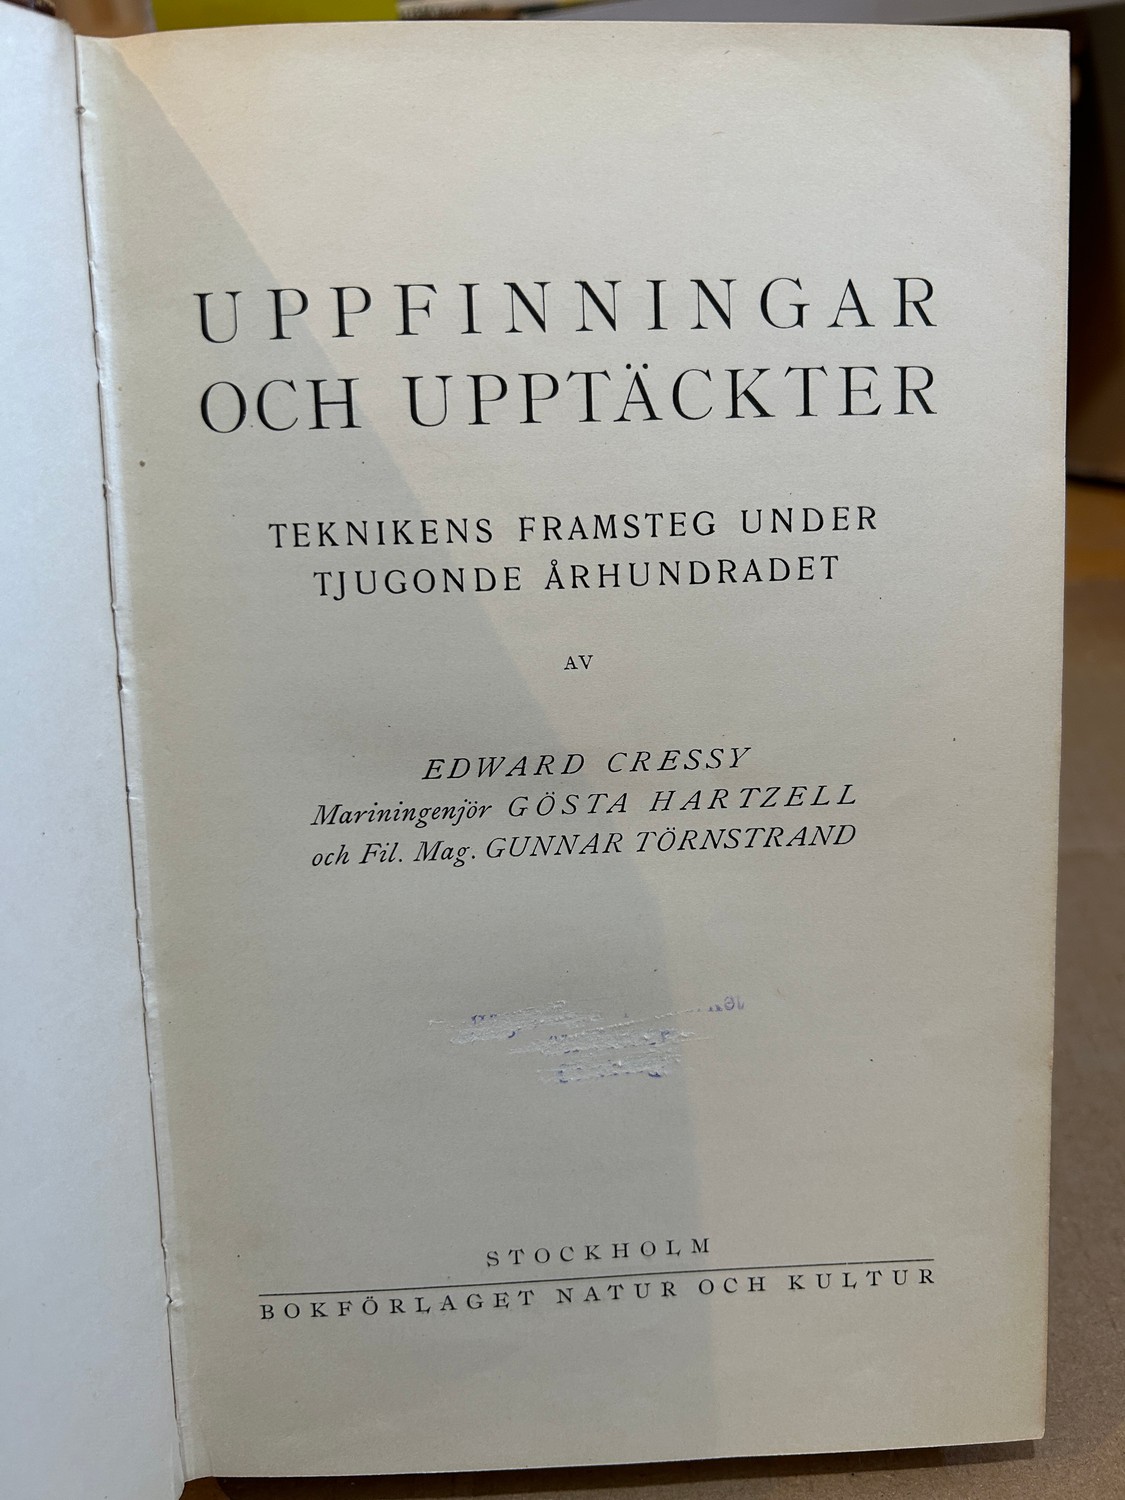 UPPFINNINGAR
OCH UPPTÄCKTER
TEKNIKENS FRAMSTEG UNDER
TJUGONDE ÅRHUNDRADET
AV
EDWARD CRESSY
Mariningenjör GÖSTA HARTZELL
och Fil. Mag. GUNNAR TÖRNSTRAND
STOCKHOLM
BOKFÖRLAGET NATUR OCH KULTUR